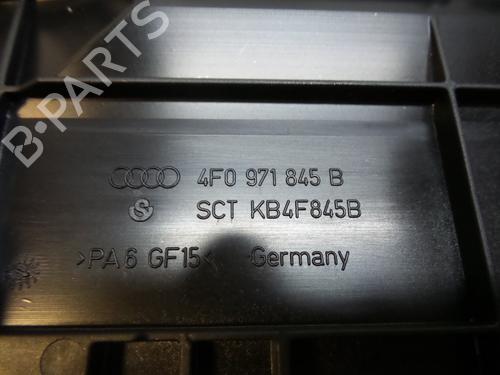 B-PARTS
4F0 971 845 B
SCT KB4F845B
>PA6 GF15< Germany